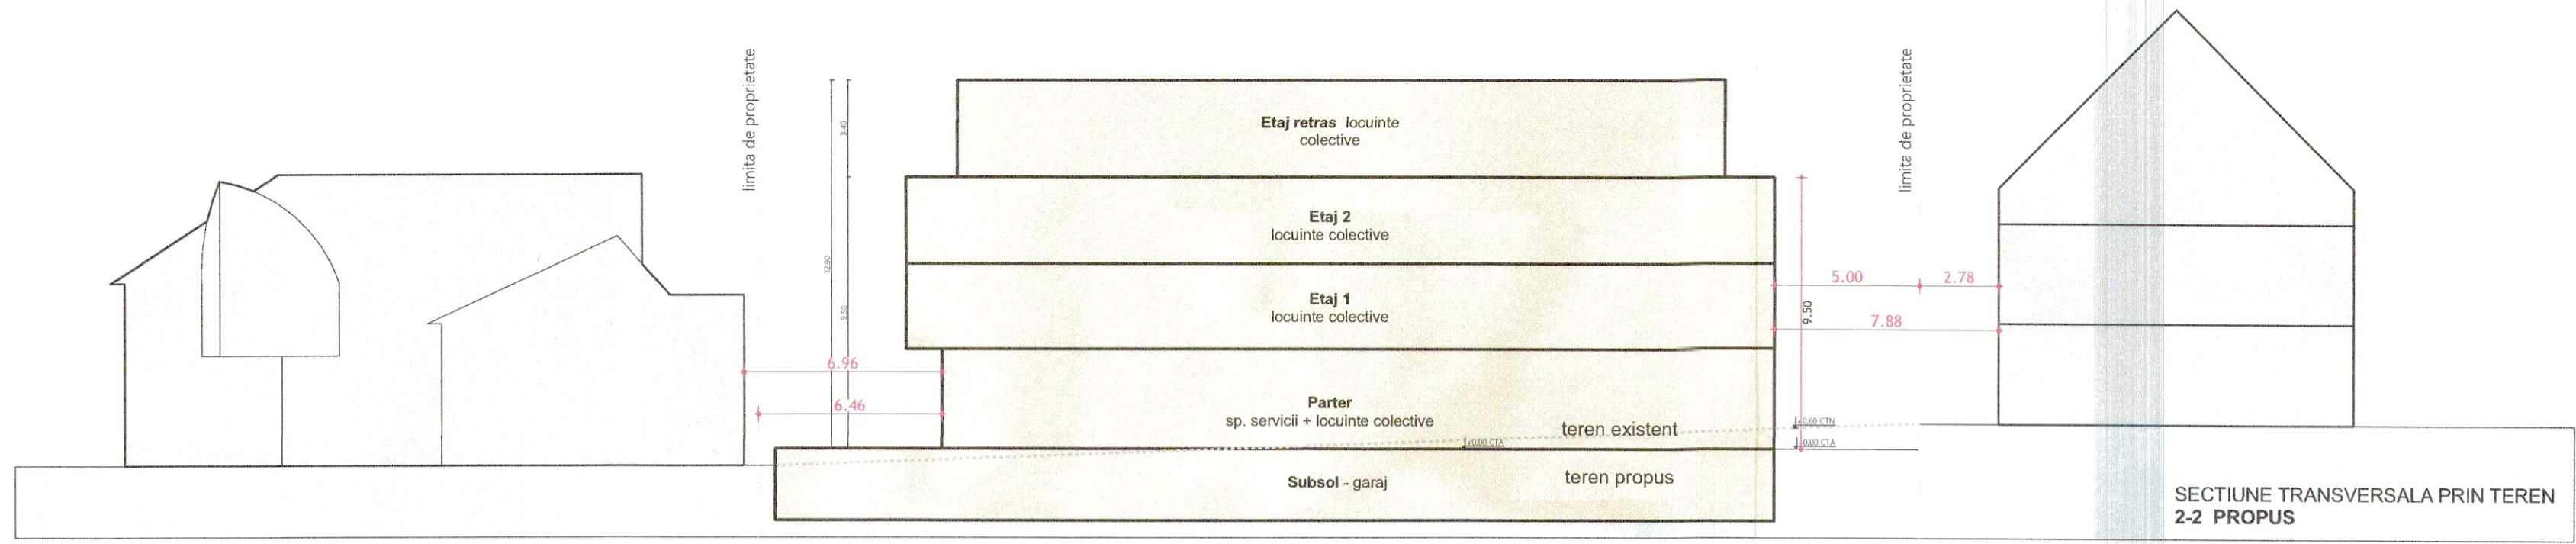 limita de proprietate
limita de proprietate
3.40
Etaj retras locuinte
colective
Etaj 2
locuinte colective
12.90
5.00
2.78
Etaj 1
locuinte colective
9.50
9.50
7.88
6.96
6.46
Parter
sp. servicii + locuinte colective
teren existent
-0.60 CTN
±0.00 CTA
-0.00 CTA
Subsol - garaj
teren propus
SECTIUNE TRANSVERSALA PRIN TEREN
2-2 PROPUS